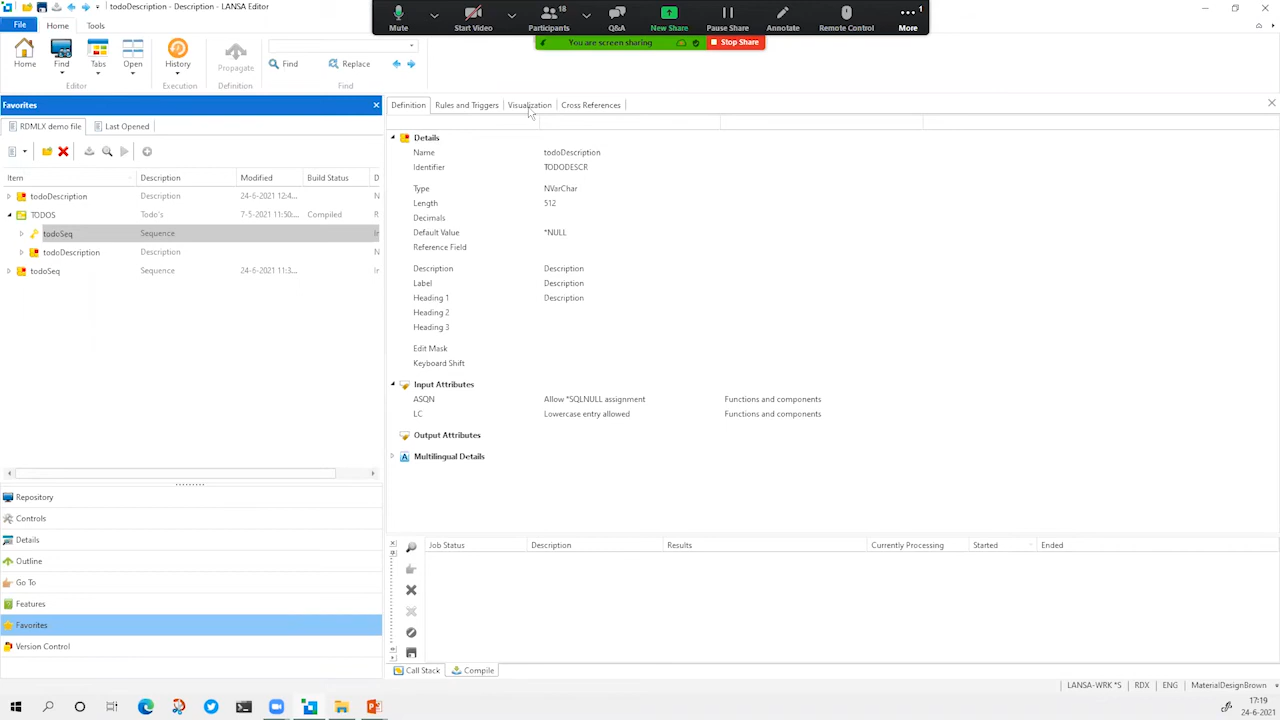 todoDescription - Description - LANSA Editor
File Home Tools
Home Find Tabs Open History Propagate Find Replace
Editor Execution Definition Find
Mute Start Video 18 Participants Q&A New Share Pause Share Annotate Remote Control 1 More
You are screen sharing Stop Share
Favorites
RDMLX demo file Last Opened
Item Description Modified Build Status D
todoDescription Description 24-6-2021 12:4... N
TODOS Todo's 7-5-2021 11:50:... Compiled R
todoSeq Sequence In
todoDescription Description N
todoSeq Sequence 24-6-2021 11:3... In
Repository
Controls
Details
Outline
Go To
Features
Favorites
Version Control
Definition Rules and Triggers Visualization Cross References
Details
Name todoDescription
Identifier TODODESCR
Type NVarChar
Length 512
Decimals
Default Value *NULL
Reference Field
Description Description
Label Description
Heading 1 Description
Heading 2
Heading 3
Edit Mask
Keyboard Shift
Input Attributes
ASQN Allow *SQLNULL assignment Functions and components
LC Lowercase entry allowed Functions and components
Output Attributes
Multilingual Details
Job Status Description Results Currently Processing Started Ended
Call Stack Compile
LANSA-WRK *S RDX ENG MaterialDesignBrown
17:19
24-6-2021